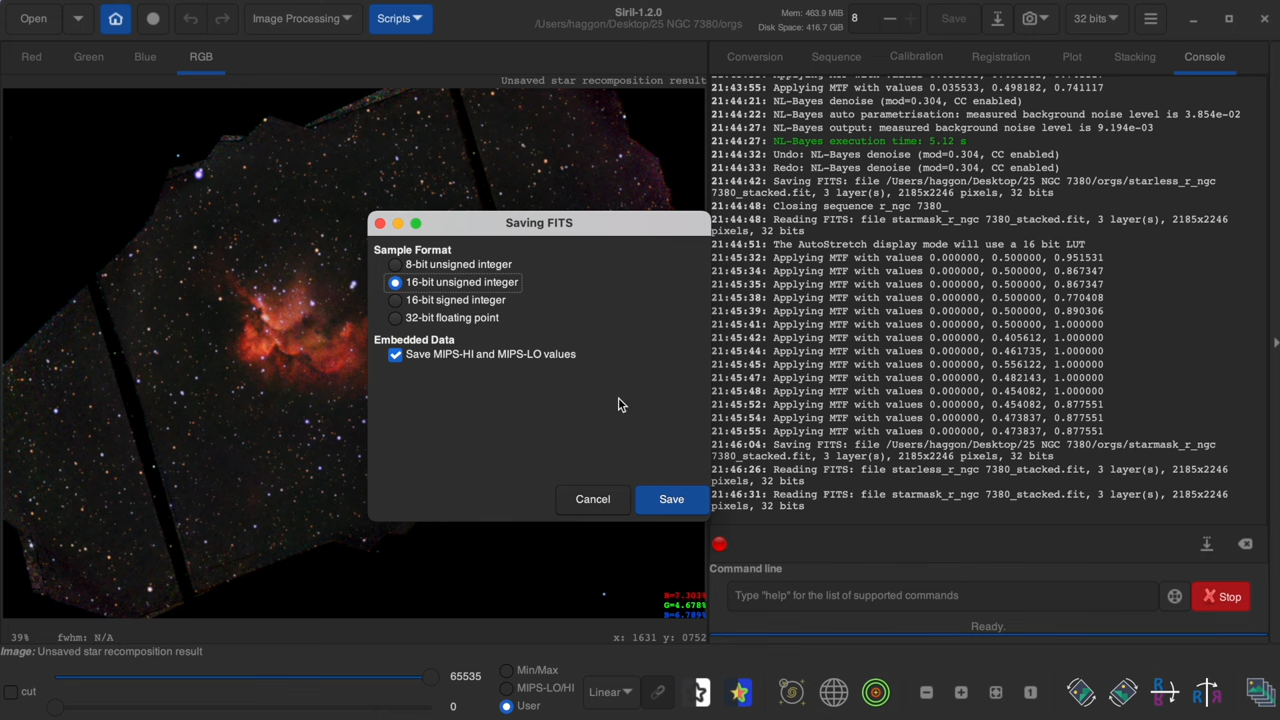 Open
Image Processing
Scripts
Siril-1.2.0
/Users/haggon/Desktop/25 NGC 7380/orgs
Mem: 463.9 MiB
Disk Space: 416.7 GiB
8
Save
32 bits
Red
Green
Blue
RGB
Conversion
Sequence
Calibration
Registration
Plot
Stacking
Console
Unsaved star recomposition result
21:43:55: Applying MTF with values 0.035533, 0.498182, 0.741117
21:44:21: NL-Bayes denoise (mod=0.304, CC enabled)
21:44:22: NL-Bayes auto parametrisation: measured background noise level is 3.854e-02
21:44:27: NL-Bayes output: measured background noise level is 9.194e-03
21:44:27: NL-Bayes execution time: 5.12 s
21:44:32: Undo: NL-Bayes denoise (mod=0.304, CC enabled)
21:44:33: Redo: NL-Bayes denoise (mod=0.304, CC enabled)
21:44:42: Saving FITS: file /Users/haggon/Desktop/25 NGC 7380/orgs/starless_r_ngc
7380_stacked.fit, 3 layer(s), 2185x2246 pixels, 32 bits
21:44:48: Closing sequence r_ngc 7380_
21:44:48: Reading FITS: file starmask_r_ngc 7380_stacked.fit, 3 layer(s), 2185x2246
pixels, 32 bits
21:44:51: The AutoStretch display mode will use a 16 bit LUT
21:45:32: Applying MTF with values 0.000000, 0.500000, 0.951531
21:45:34: Applying MTF with values 0.000000, 0.500000, 0.867347
21:45:35: Applying MTF with values 0.000000, 0.500000, 0.867347
21:45:38: Applying MTF with values 0.000000, 0.500000, 0.770408
21:45:39: Applying MTF with values 0.000000, 0.500000, 0.890306
21:45:41: Applying MTF with values 0.000000, 0.500000, 1.000000
21:45:42: Applying MTF with values 0.000000, 0.405612, 1.000000
21:45:44: Applying MTF with values 0.000000, 0.461735, 1.000000
21:45:45: Applying MTF with values 0.000000, 0.556122, 1.000000
21:45:47: Applying MTF with values 0.000000, 0.482143, 1.000000
21:45:48: Applying MTF with values 0.000000, 0.454082, 1.000000
21:45:52: Applying MTF with values 0.000000, 0.454082, 0.877551
21:45:54: Applying MTF with values 0.000000, 0.473837, 0.877551
21:45:55: Applying MTF with values 0.000000, 0.473837, 0.877551
21:46:04: Saving FITS: file /Users/haggon/Desktop/25 NGC 7380/orgs/starmask_r_ngc
7380_stacked.fit, 3 layer(s), 2185x2246 pixels, 32 bits
21:46:26: Reading FITS: file starless_r_ngc 7380_stacked.fit, 3 layer(s), 2185x2246
pixels, 32 bits
21:46:31: Reading FITS: file starmask_r_ngc 7380_stacked.fit, 3 layer(s), 2185x2246
pixels, 32 bits
Saving FITS
Sample Format
8-bit unsigned integer
16-bit unsigned integer
16-bit signed integer
32-bit floating point
Embedded Data
Save MIPS-HI and MIPS-LO values
Cancel
Save
Command line
Type "help" for the list of supported commands
Stop
Ready.
R=7.303%
G=4.678%
B=6.789%
39%
fwhm: N/A
x: 1631 y: 0752
Image: Unsaved star recomposition result
cut
65535
0
Min/Max
MIPS-LO/HI
User
Linear
1